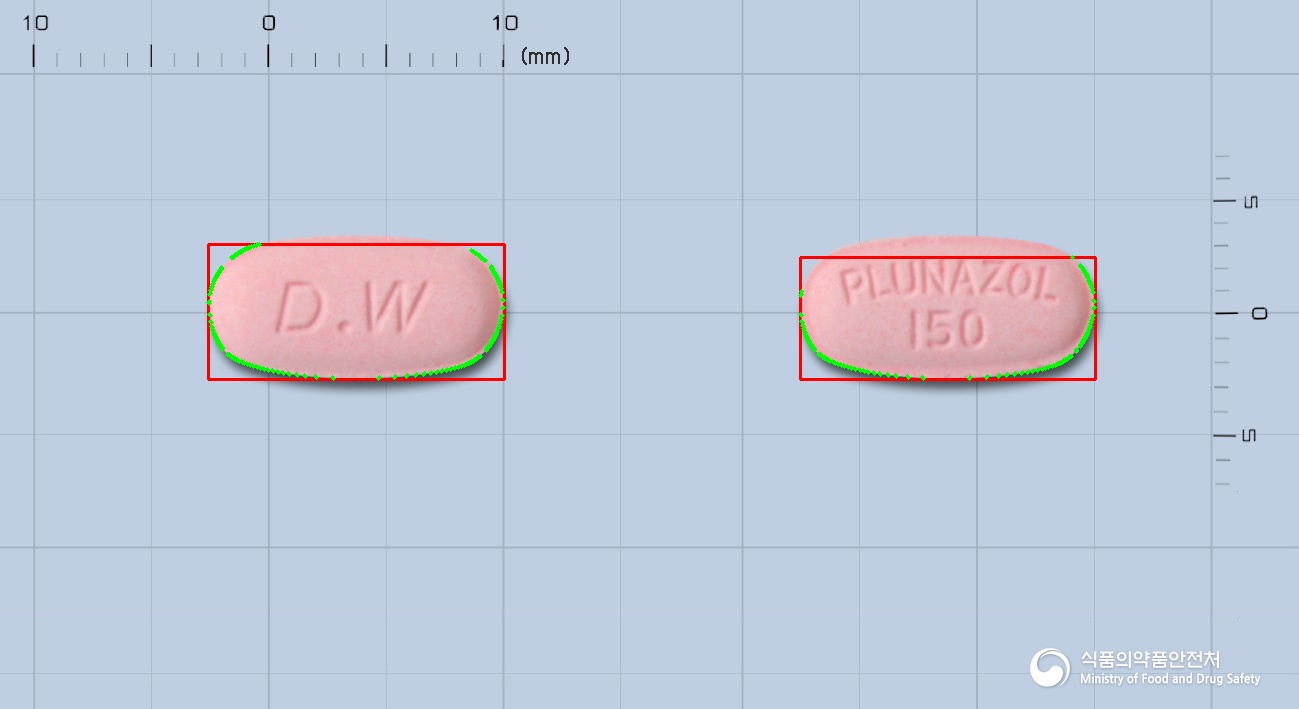 10 0 10
(mm)
5
0
5
D.W
PLUNAZOL
150
식품의약품안전처
Ministry of Food and Drug Safety